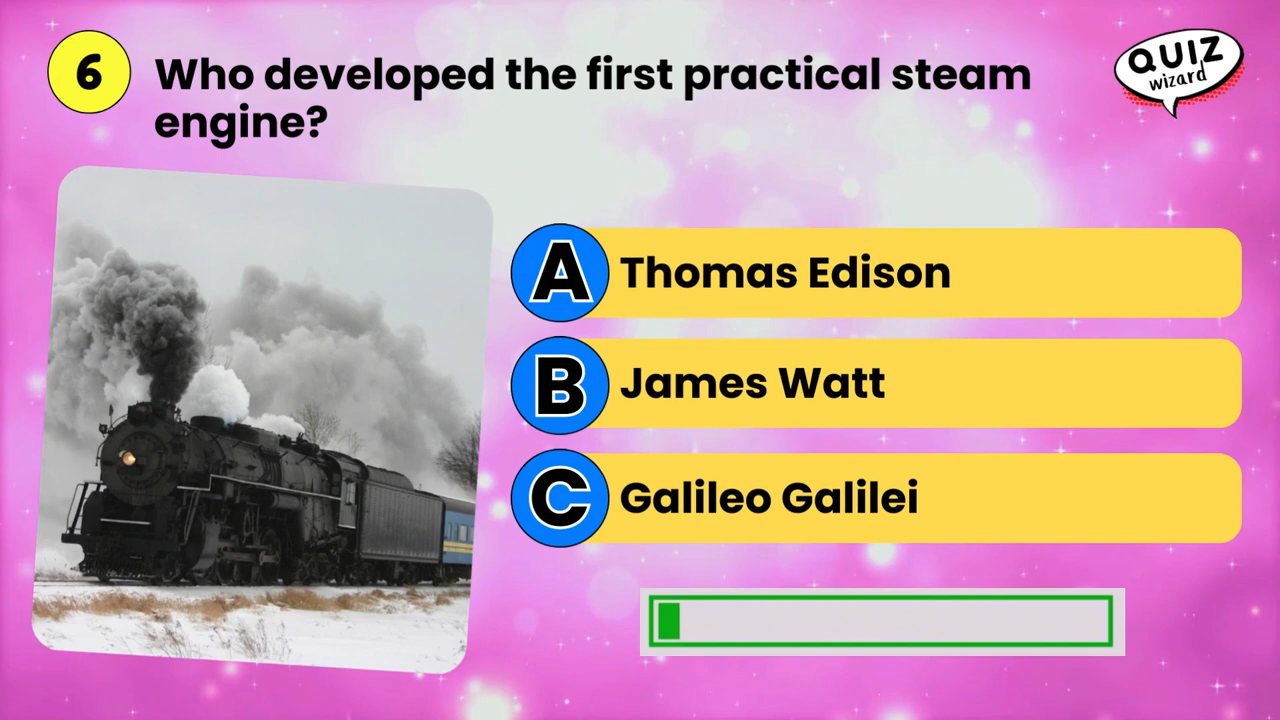 6
Who developed the first practical steam
engine?
QUIZ
wizard
A
Thomas Edison
B
James Watt
C
Galileo Galilei